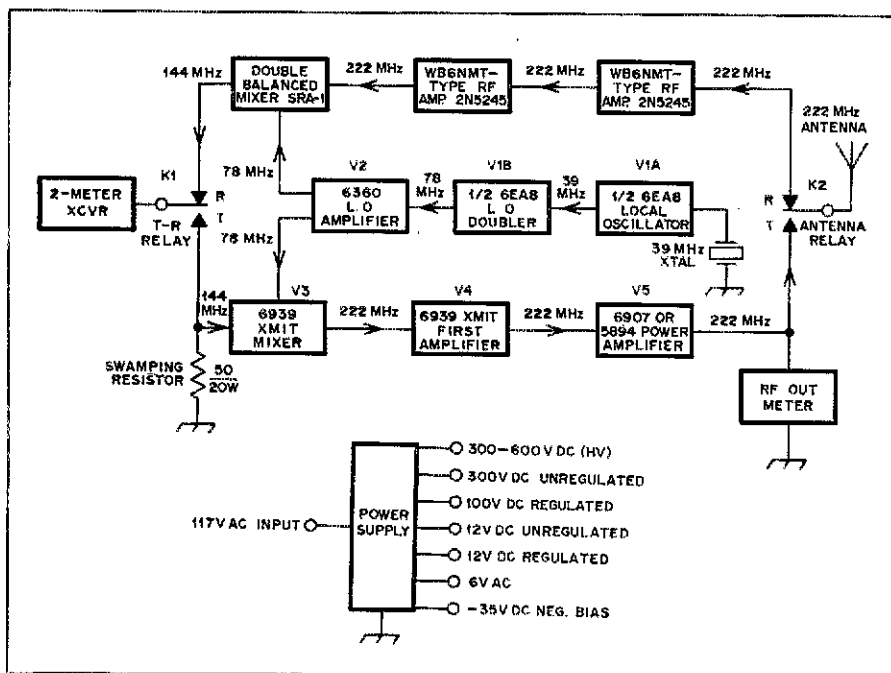 144 MHz
DOUBLE
BALANCED
MIXER SRA-1
222 MHz
WB6NMT-
TYPE RF
AMP. 2N5245
222 MHz
WB6NMT-
TYPE RF
AMP. 2N5245
222 MHz
222 MHz
ANTENNA
2-METER
XCVR
K1
R
T
T-R
RELAY
78 MHz
78 MHz
V2
6360
L.O
AMPLIFIER
78
MHz
V1B
1/2 6EA8
L.O
DOUBLER
39
MHz
V1A
1/2 6EA8
LOCAL
OSCILLATOR
39 MHz
XTAL
K2
R
T
ANTENNA
RELAY
144
MHz
V3
6939
XMIT
MIXER
222 MHz
V4
6939 XMIT
FIRST
AMPLIFIER
222 MHz
V5
6907 OR
5894 POWER
AMPLIFIER
222 MHz
SWAMPING
RESISTOR
50
20W
RF OUT
METER
117V AC INPUT
POWER
SUPPLY
300-600V DC (HV)
300V DC UNREGULATED
100V DC REGULATED
12V DC UNREGULATED
12V DC REGULATED
6V AC
-35V DC NEG. BIAS